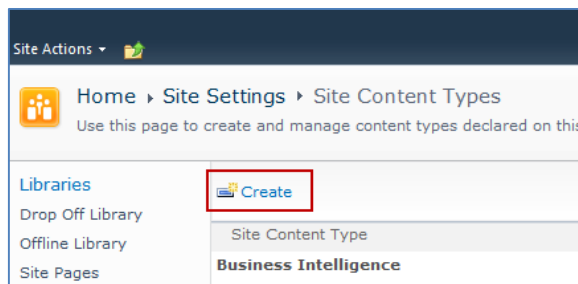 Site Actions
Home ▸ Site Settings ▸ Site Content Types
Use this page to create and manage content types declared on this
Libraries
Drop Off Library
Offline Library
Site Pages
Create
Site Content Type
Business Intelligence